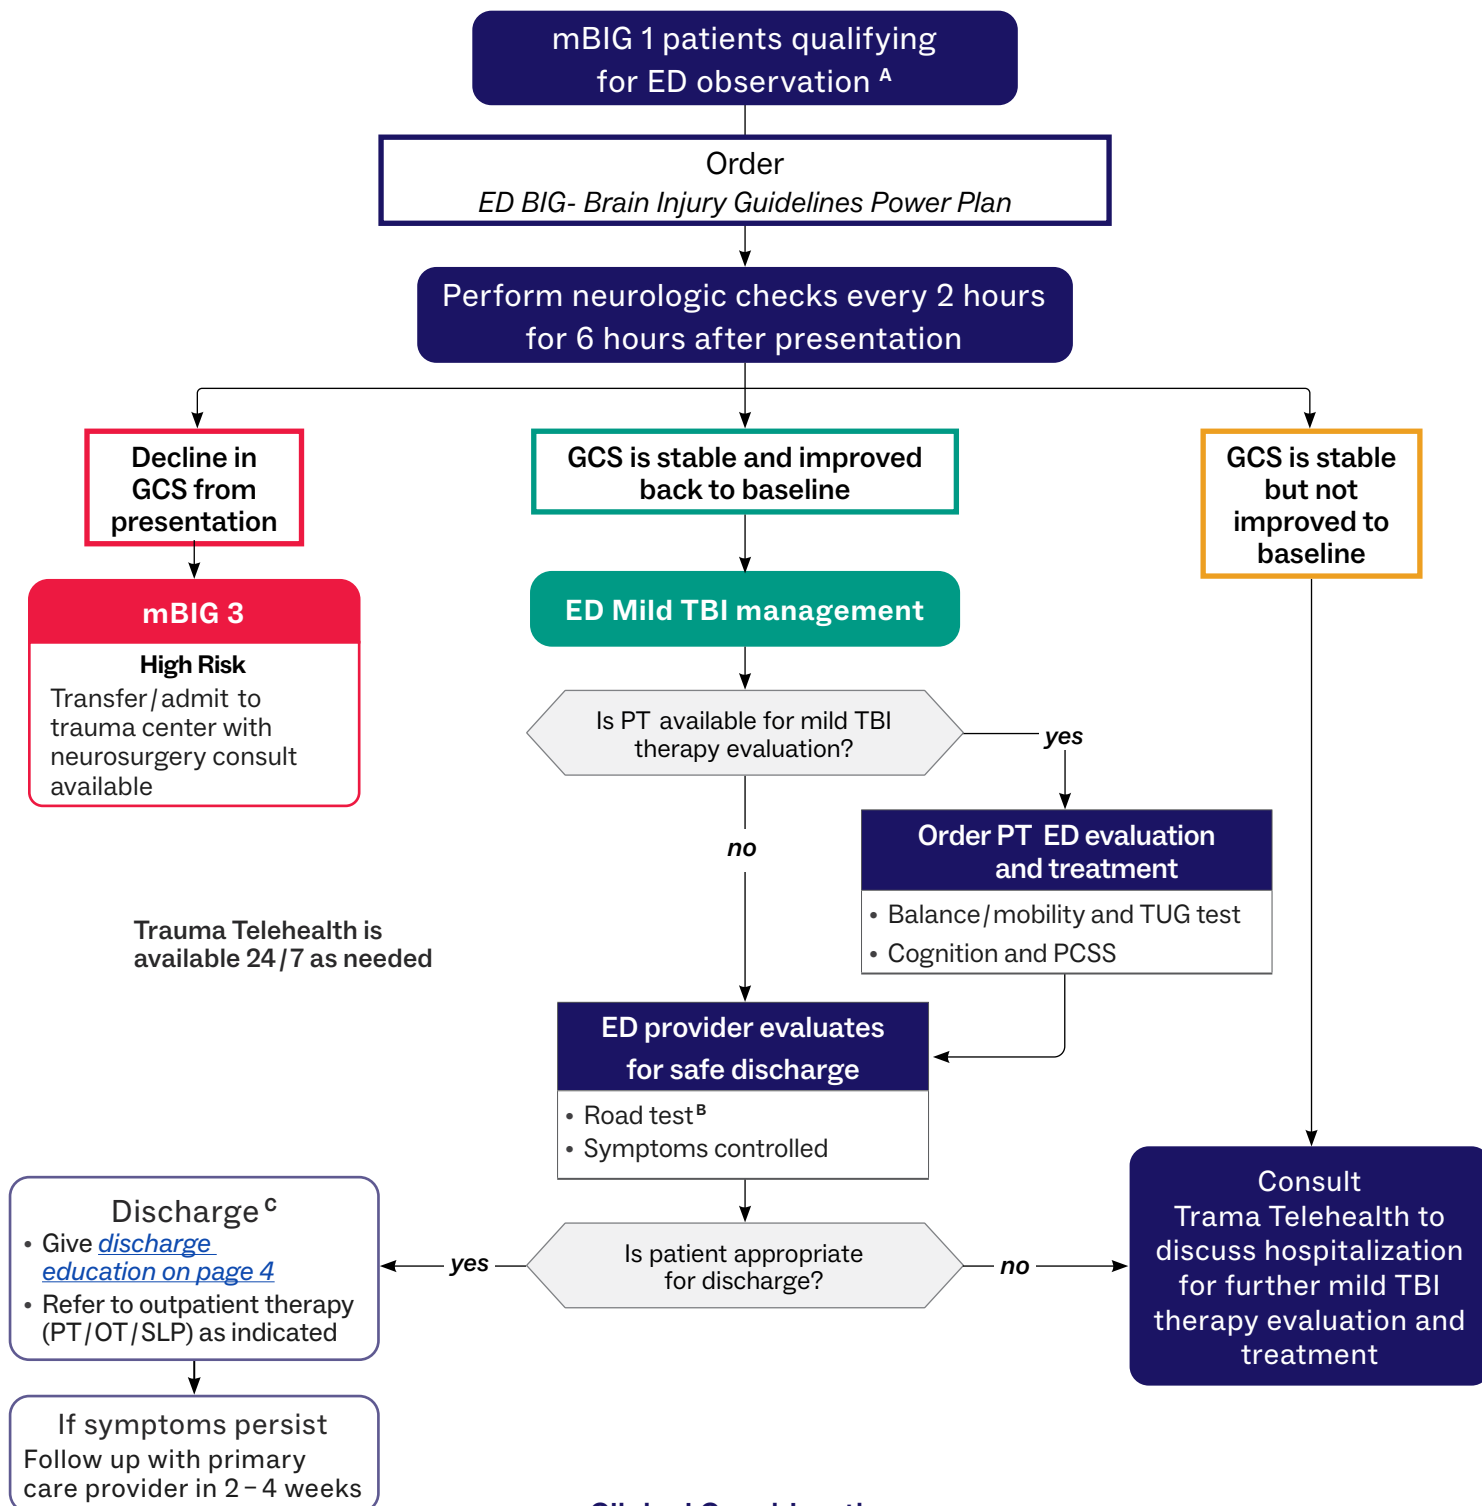 mBIG 1 patients qualifying
for ED observation A
Order
ED BIG- Brain Injury Guidelines Power Plan
Perform neurologic checks every 2 hours
for 6 hours after presentation
Decline in
GCS from
presentation
GCS is stable and improved
back to baseline
GCS is stable
but not
improved to
baseline
mBIG 3
High Risk
Transfer/admit to
trauma center with
neurosurgery consult
available
ED Mild TBI management
Is PT available for mild TBI
therapy evaluation?
yes
no
Order PT ED evaluation
and treatment
• Balance/mobility and TUG test
• Cognition and PCSS
Trauma Telehealth is
available 24/7 as needed
ED provider evaluates
for safe discharge
• Road test B
• Symptoms controlled
Is patient appropriate
for discharge?
yes
no
Discharge C
• Give discharge
education on page 4
• Refer to outpatient therapy
(PT/OT/SLP) as indicated
If symptoms persist
Follow up with primary
care provider in 2–4 weeks
Consult
Trama Telehealth to
discuss hospitalization
for further mild TBI
therapy evaluation and
treatment